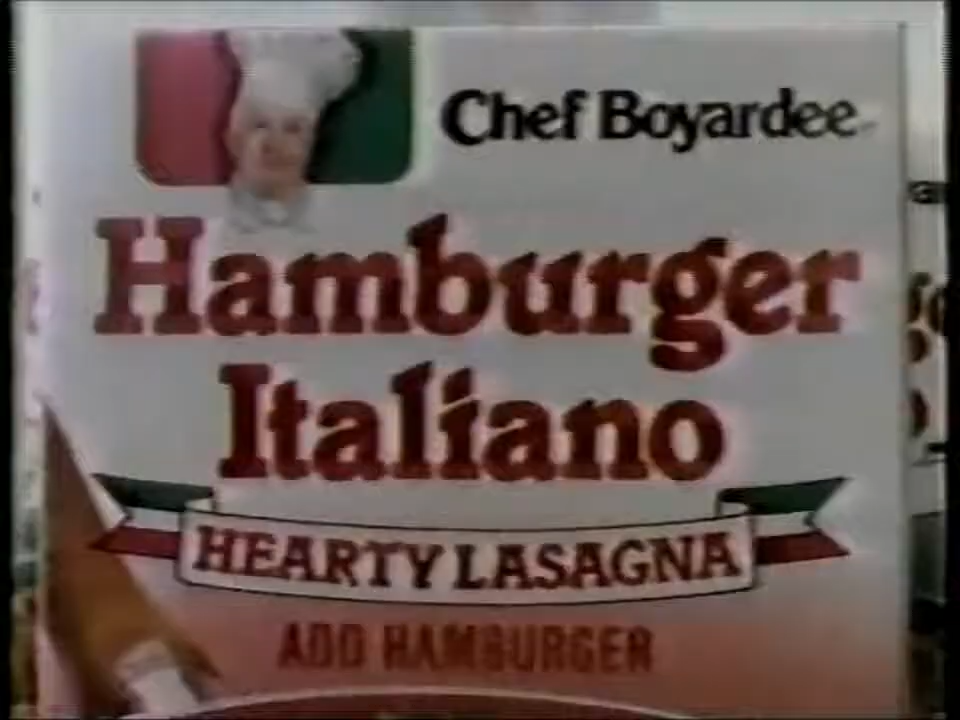 Chef Boyardee
Hamburger
Italiano
HEARTY LASAGNA
ADD HAMBURGER